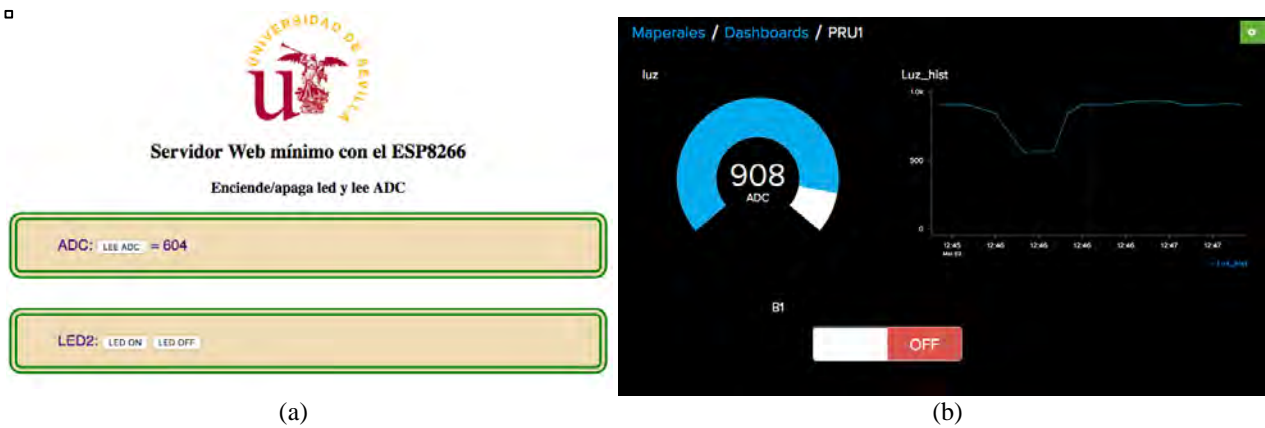 UNIVERSIDAD DE SEVILLA
Servidor Web mínimo con el ESP8266
Enciende/apaga led y lee ADC
ADC: LEE ADC = 604
LED2: LED ON LED OFF
(a)
Maperales / Dashboards / PRU1
luz
908
ADC
Luz_hist
1.0k
500
0
12:45 12:46 12:46 12:46 12:46 12:47 12:47
Luz_hist
B1
OFF
(b)